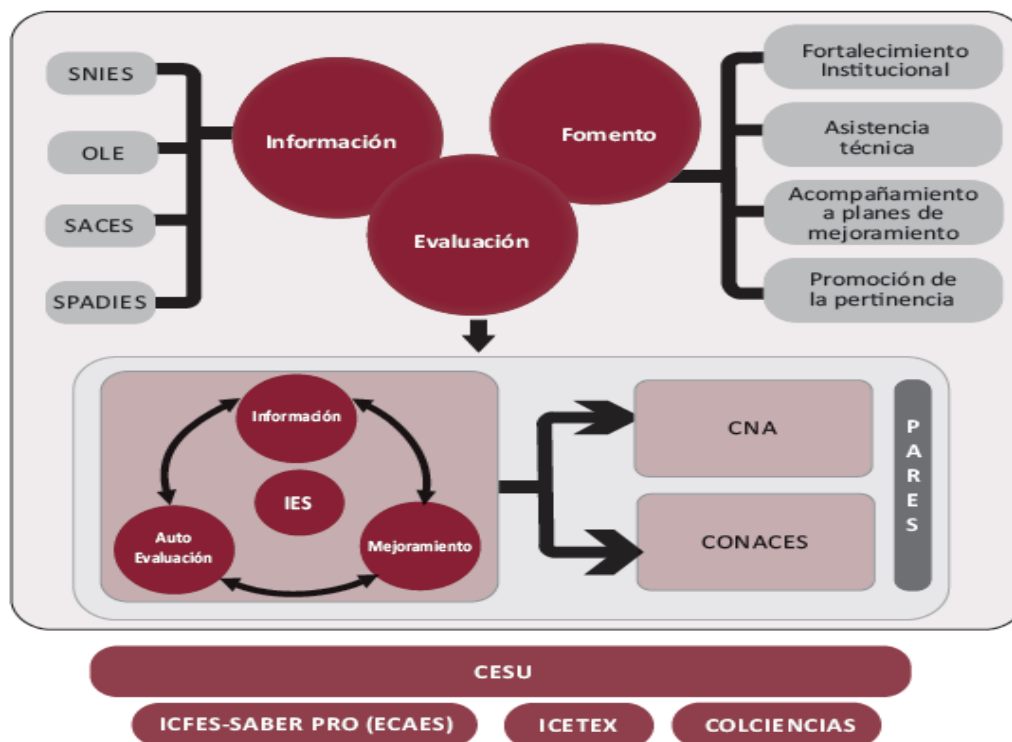 SNIES
OLE
SACES
SPADIES
Información
Fomento
Evaluación
Fortalecimiento
Institucional
Asistencia
técnica
Acompañamiento
a planes de
mejoramiento
Promoción de
la pertinencia
Información
IES
Auto
Evaluación
Mejoramiento
CNA
CONACES
PARES
CESU
ICFES-SABER PRO (ECAES)
ICETEX
COLCIENCIAS